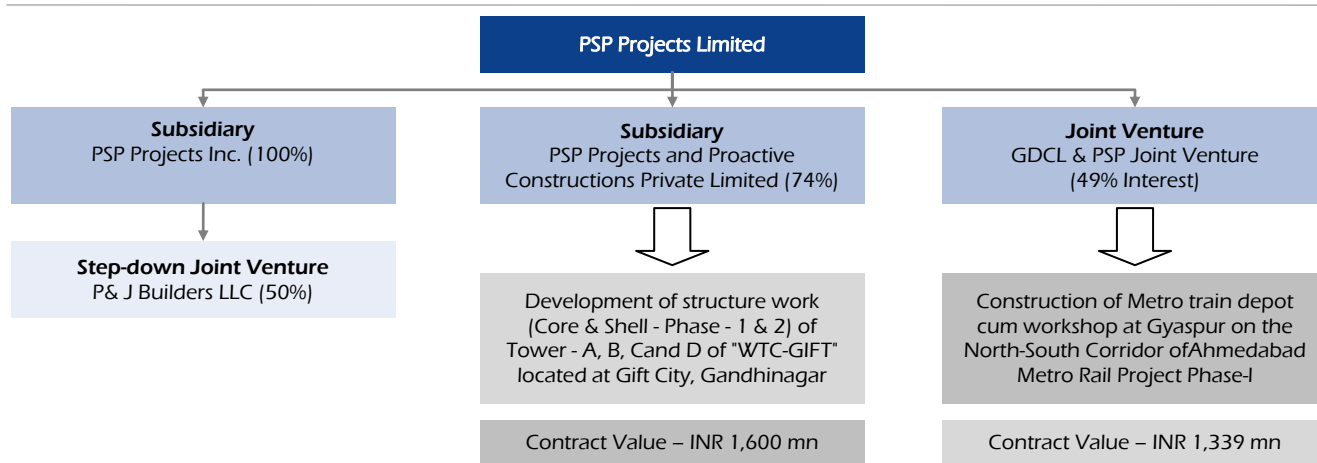 PSP Projects Limited
Subsidiary
PSP Projects Inc. (100%)
Step-down Joint Venture
P& J Builders LLC (50%)
Subsidiary
PSP Projects and Proactive
Constructions Private Limited (74%)
Development of structure work
(Core & Shell - Phase - 1 & 2) of
Tower - A, B, Cand D of "WTC-GIFT"
located at Gift City, Gandhinagar
Contract Value – INR 1,600 mn
Joint Venture
GDCL & PSP Joint Venture
(49% Interest)
Construction of Metro train depot
cum workshop at Gyaspur on the
North-South Corridor ofAhmedabad
Metro Rail Project Phase-I
Contract Value – INR 1,339 mn